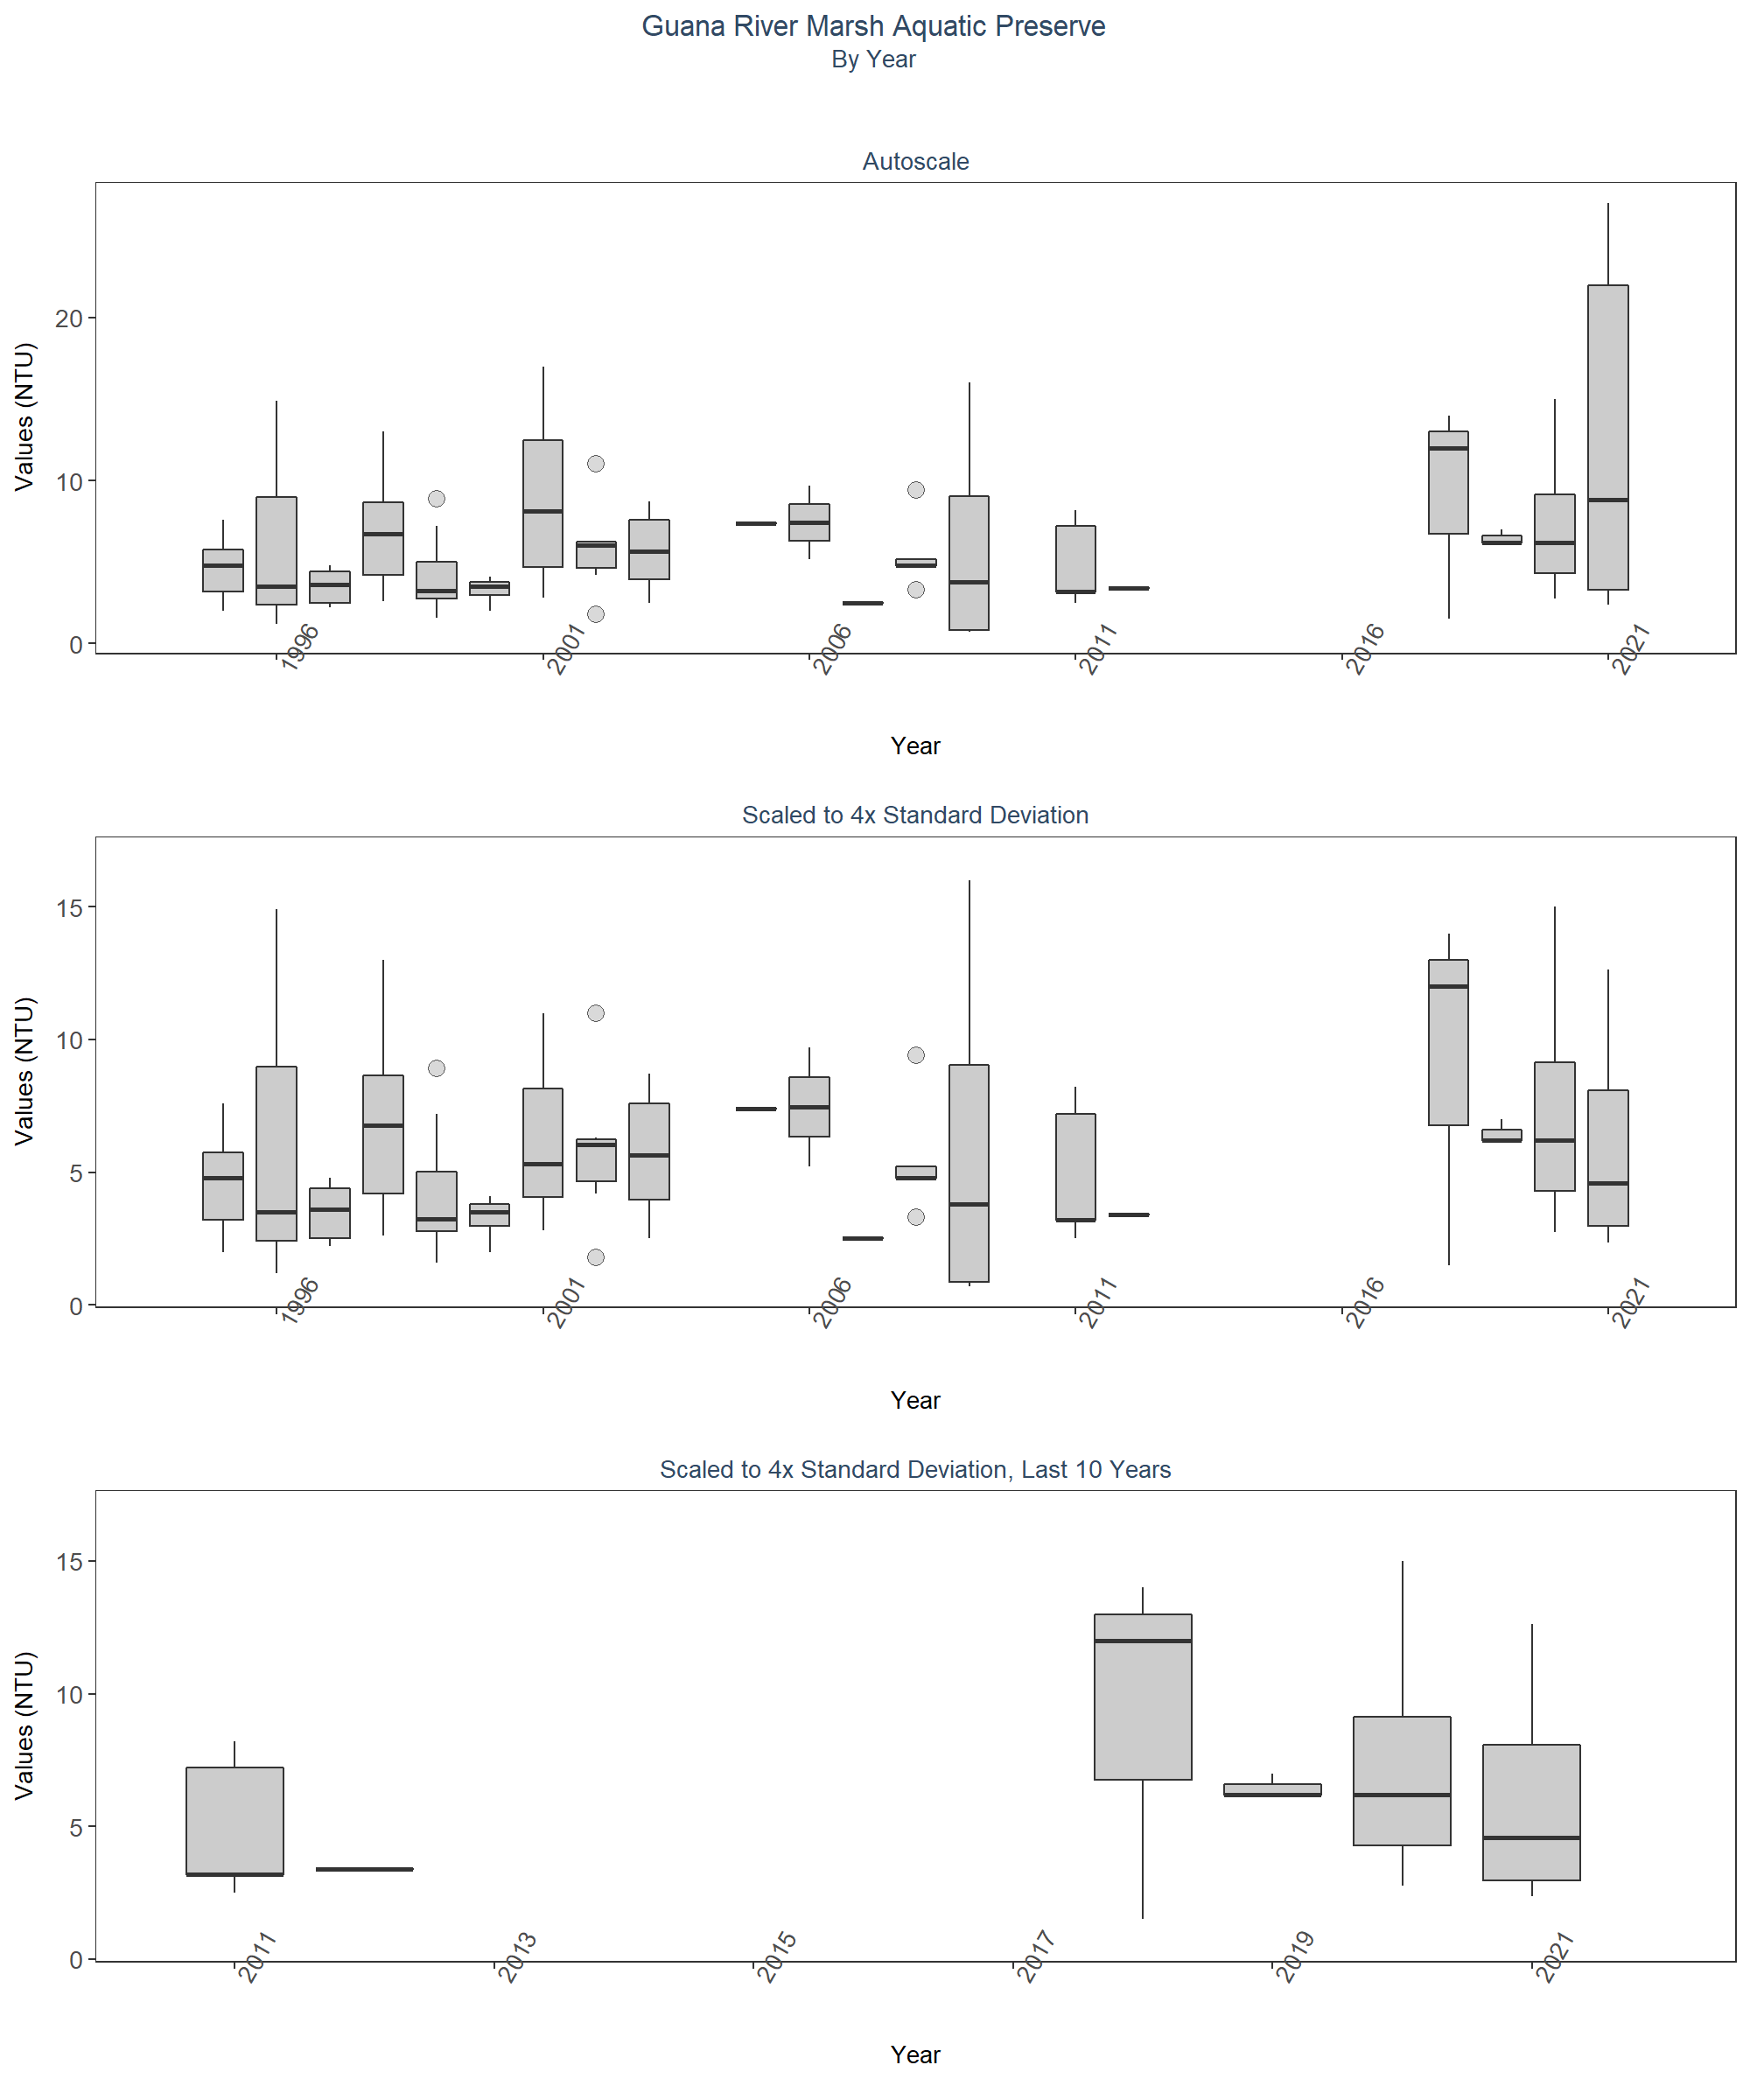 Guana River Marsh Aquatic Preserve
By Year
Autoscale
Values (NTU)
20
10
0
1996 2001 2006 2011 2016 2021
Year
Scaled to 4x Standard Deviation
Values (NTU)
15
10
5
0
1996 2001 2006 2011 2016 2021
Year
Scaled to 4x Standard Deviation, Last 10 Years
Values (NTU)
15
10
5
0
2011 2013 2015 2017 2019 2021
Year